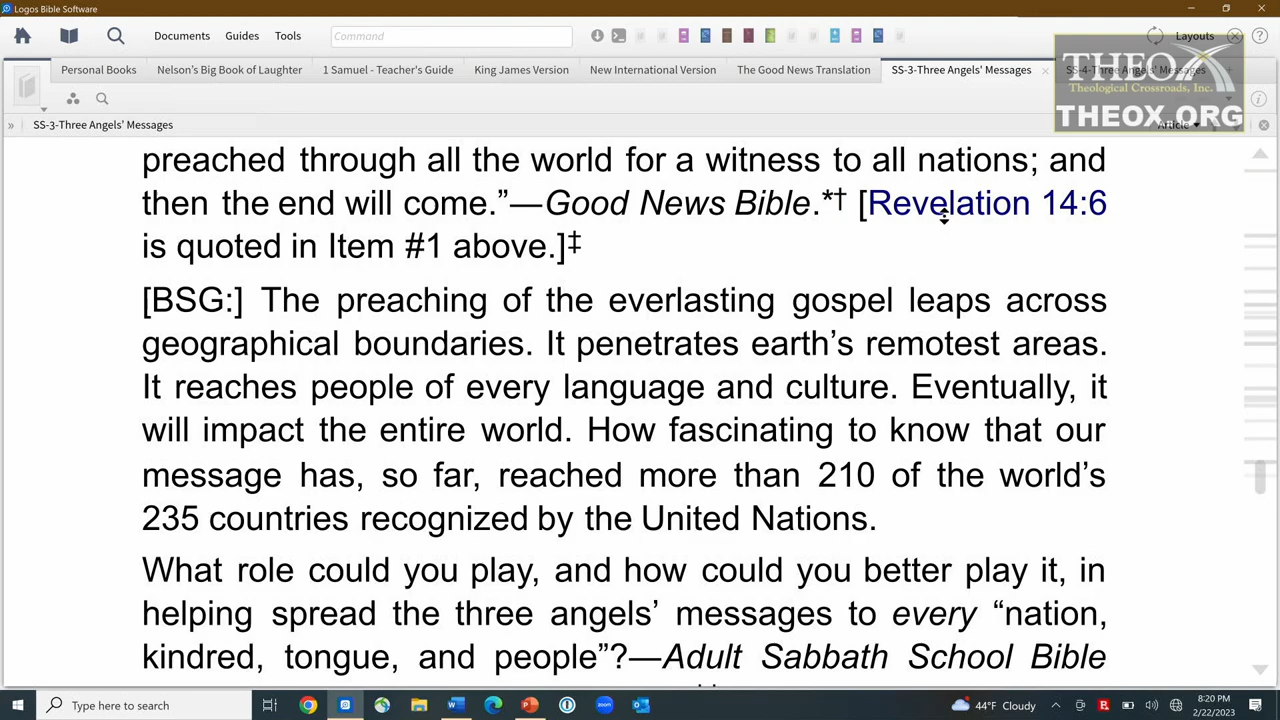 Logos Bible Software
Documents Guides Tools Command Layouts
THEOX
Theological Crossroads, Inc.
THEOX.ORG
Personal Books Nelson's Big Book of Laughter 1 Samue King James Version New International Version The Good News Translation SS-3-Three Angels' Messages SS-4-Three Angels' Messages
SS-3-Three Angels' Messages Article
preached through all the world for a witness to all nations; and
then the end will come.”—Good News Bible.*† [Revelation 14:6
is quoted in Item #1 above.]‡
[BSG:] The preaching of the everlasting gospel leaps across
geographical boundaries. It penetrates earth’s remotest areas.
It reaches people of every language and culture. Eventually, it
will impact the entire world. How fascinating to know that our
message has, so far, reached more than 210 of the world’s
235 countries recognized by the United Nations.
What role could you play, and how could you better play it, in
helping spread the three angels’ messages to every “nation,
kindred, tongue, and people”?—Adult Sabbath School Bible
Type here to search
44°F Cloudy
8:20 PM
2/22/2023